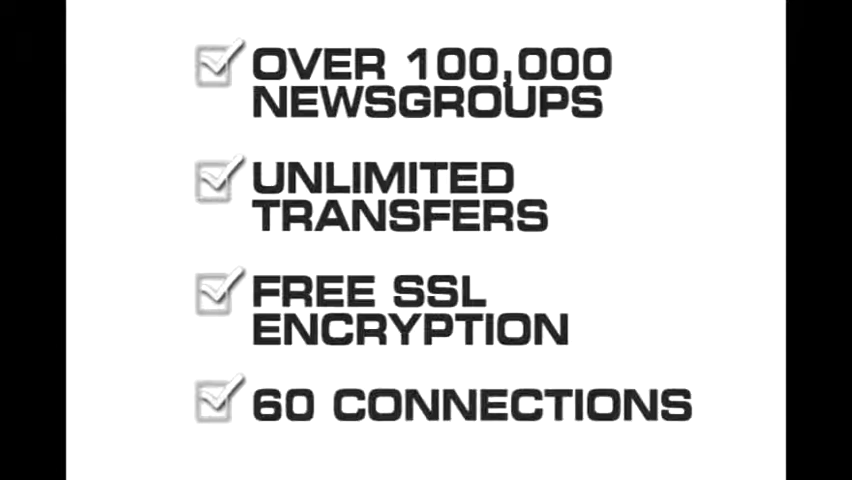 OVER 100,000
NEWSGROUPS
UNLIMITED
TRANSFERS
FREE SSL
ENCRYPTION
60 CONNECTIONS